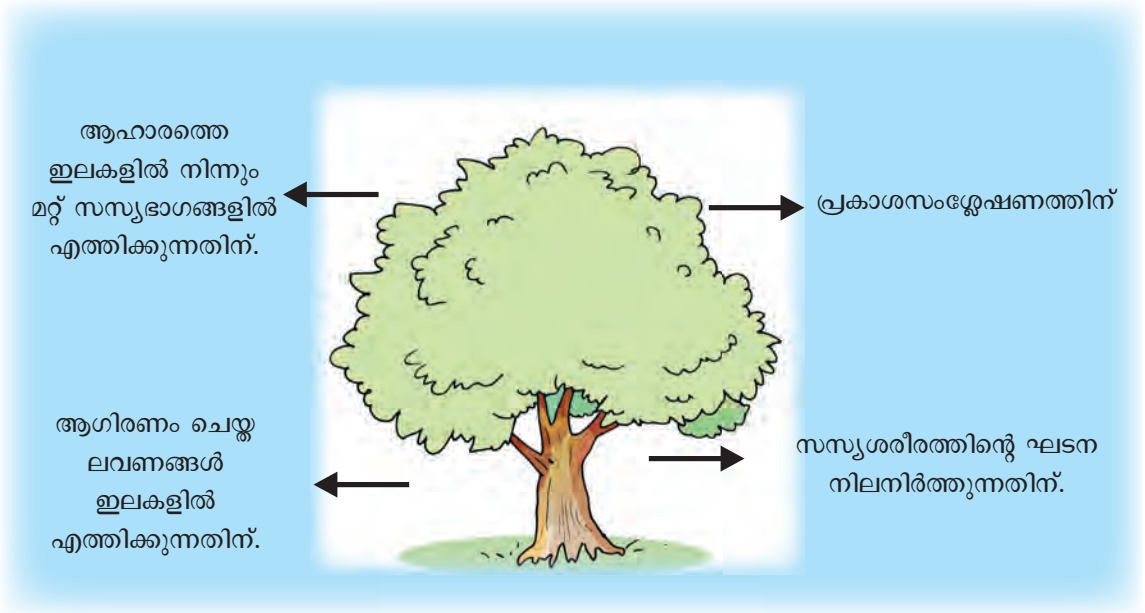 ആഹാരത്തെ
ഇലകളിൽ നിന്നും
മറ്റ് സസ്യഭാഗങ്ങളിൽ
എത്തിക്കുന്നതിന്.
പ്രകാശസംശ്ലേഷണത്തിന്
ആഗിരണം ചെയ്ത
ലവണങ്ങൾ
ഇലകളിൽ
എത്തിക്കുന്നതിന്.
സസ്യശരീരത്തിന്റെ ഘടന
നിലനിർത്തുന്നതിന്.